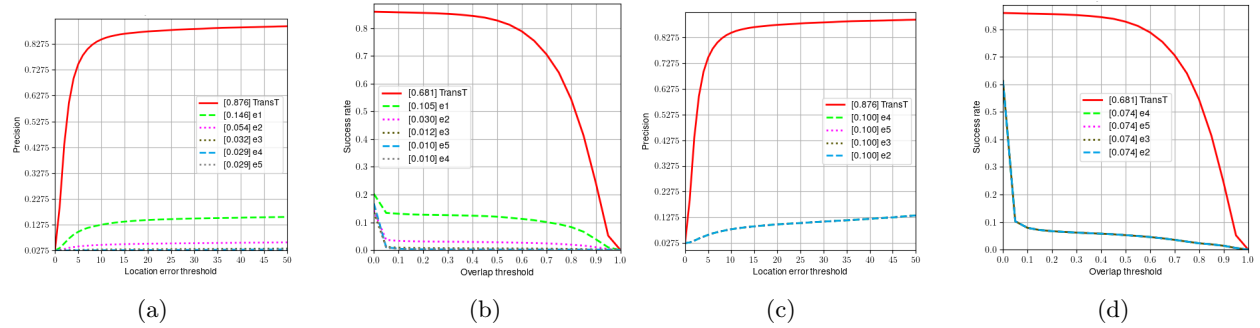 0.8275
0.7275
0.6275
0.5275
0.4275
0.3275
0.2275
0.1275
0.0275
Precision
0 5 10 15 20 25 30 35 40 45 50
Location error threshold
[0.876] TransT
[0.146] e1
[0.054] e2
[0.032] e3
[0.029] e4
[0.029] e5
(a)
0.8
0.7
0.6
0.5
0.4
0.3
0.2
0.1
0.0
Success rate
0.0 0.1 0.2 0.3 0.4 0.5 0.6 0.7 0.8 0.9 1.0
Overlap threshold
[0.681] TransT
[0.105] e1
[0.030] e2
[0.012] e3
[0.010] e5
[0.010] e4
(b)
0.8275
0.7275
0.6275
0.5275
0.4275
0.3275
0.2275
0.1275
0.0275
Precision
0 5 10 15 20 25 30 35 40 45 50
Location error threshold
[0.876] TransT
[0.100] e4
[0.100] e5
[0.100] e3
[0.100] e2
(c)
0.8
0.7
0.6
0.5
0.4
0.3
0.2
0.1
0.0
Success rate
0.0 0.1 0.2 0.3 0.4 0.5 0.6 0.7 0.8 0.9 1.0
Overlap threshold
[0.681] TransT
[0.074] e4
[0.074] e5
[0.074] e3
[0.074] e2
(d)